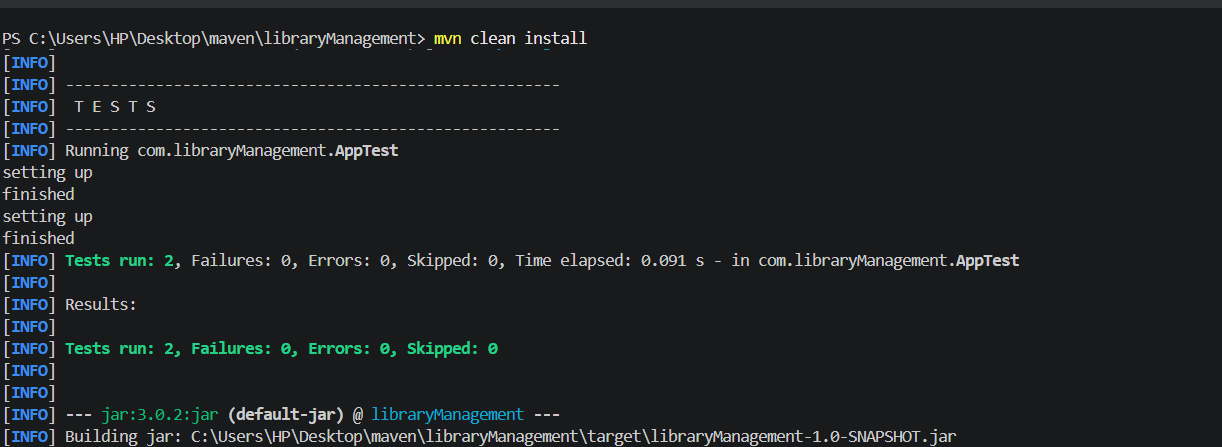 PS C:\Users\HP\Desktop\maven\libraryManagement> mvn clean install
[INFO]
[INFO] -------------------------------------------------------
[INFO]  T E S T S
[INFO] -------------------------------------------------------
[INFO] Running com.libraryManagement.AppTest
setting up
finished
setting up
finished
[INFO] Tests run: 2, Failures: 0, Errors: 0, Skipped: 0, Time elapsed: 0.091 s - in com.libraryManagement.AppTest
[INFO]
[INFO] Results:
[INFO]
[INFO] Tests run: 2, Failures: 0, Errors: 0, Skipped: 0
[INFO]
[INFO]
[INFO] --- jar:3.0.2:jar (default-jar) @ libraryManagement ---
[INFO] Building jar: C:\Users\HP\Desktop\maven\libraryManagement\target\libraryManagement-1.0-SNAPSHOT.jar